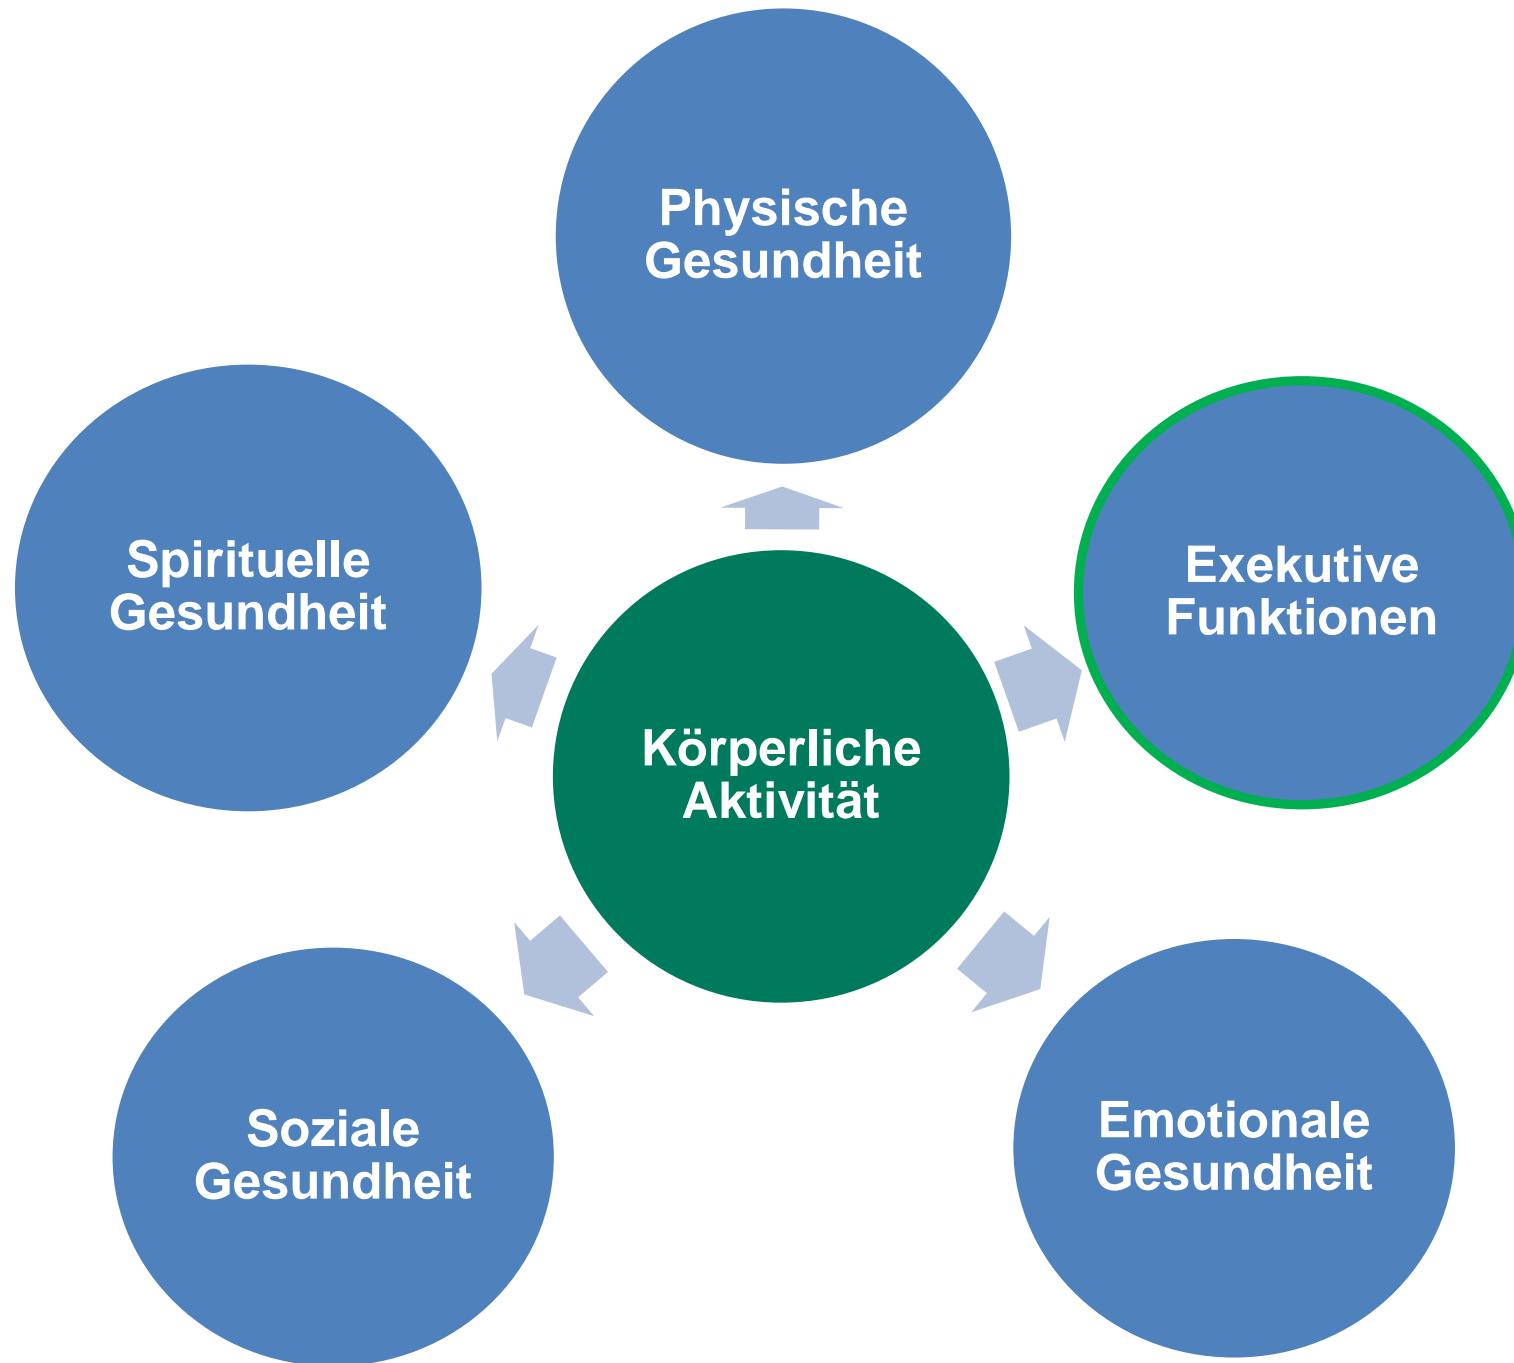 Physische
Gesundheit
Spirituelle
Gesundheit
Exekutive
Funktionen
Körperliche
Aktivität
Soziale
Gesundheit
Emotionale
Gesundheit